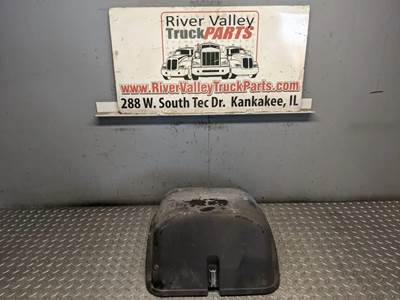 River Valley
TruckPARTS
www.RiverValleyTruckParts.com
288 W. South Tec Dr. Kankakee, IL